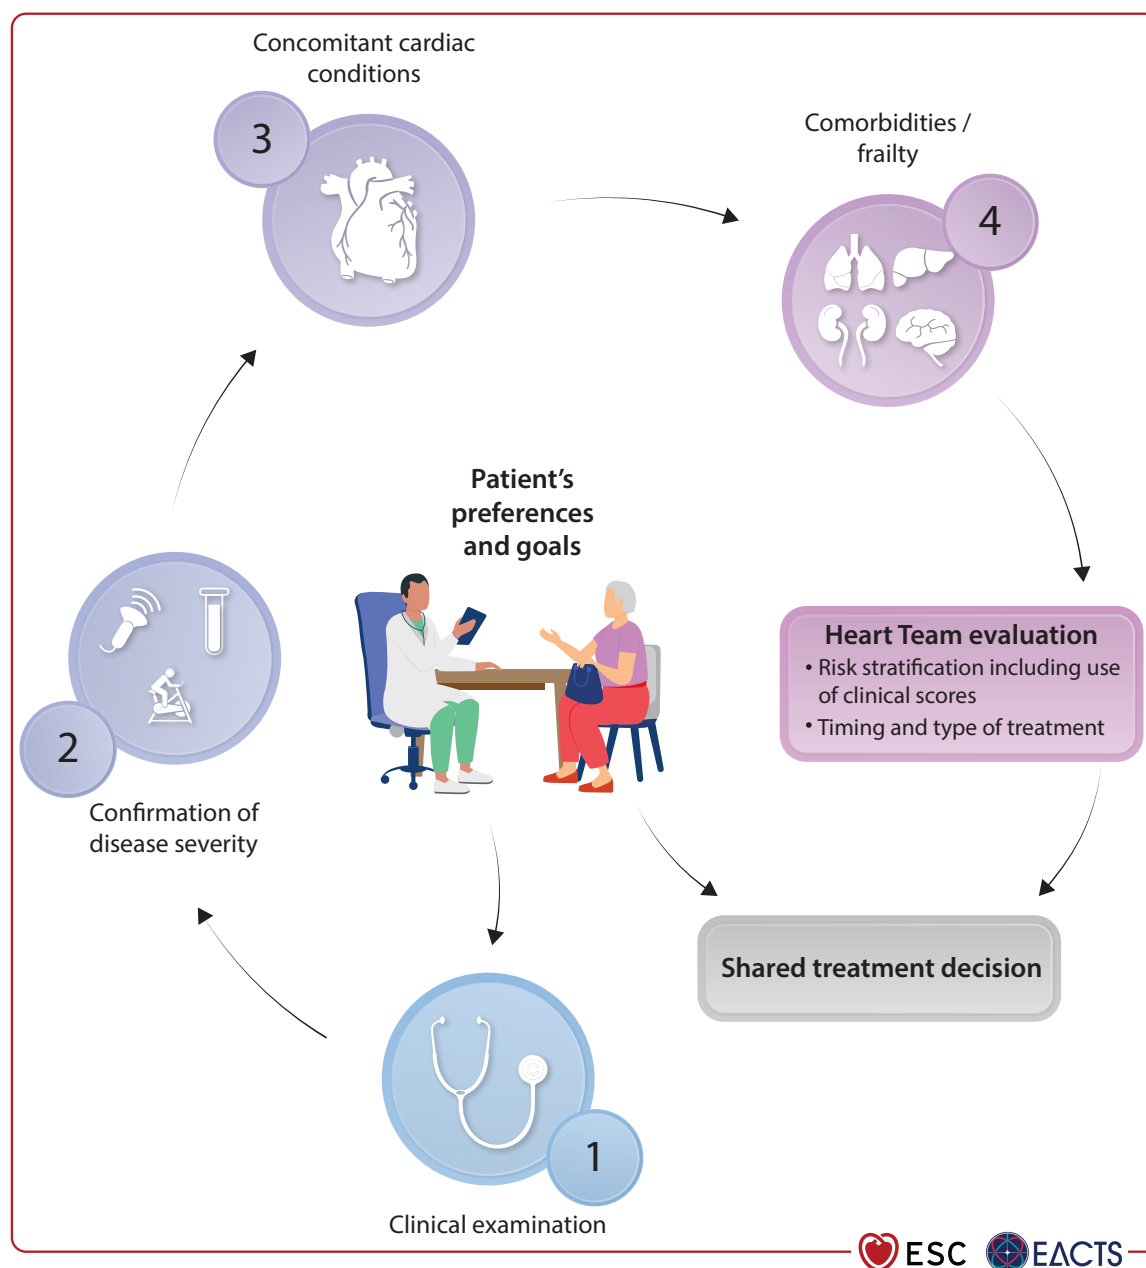 Concomitant cardiac
conditions
3
Comorbidities /
frailty
4
Patient's
preferences
and goals
Heart Team evaluation
• Risk stratification including use
of clinical scores
• Timing and type of treatment
2
Confirmation of
disease severity
Shared treatment decision
1
Clinical examination
ESC
EACTS